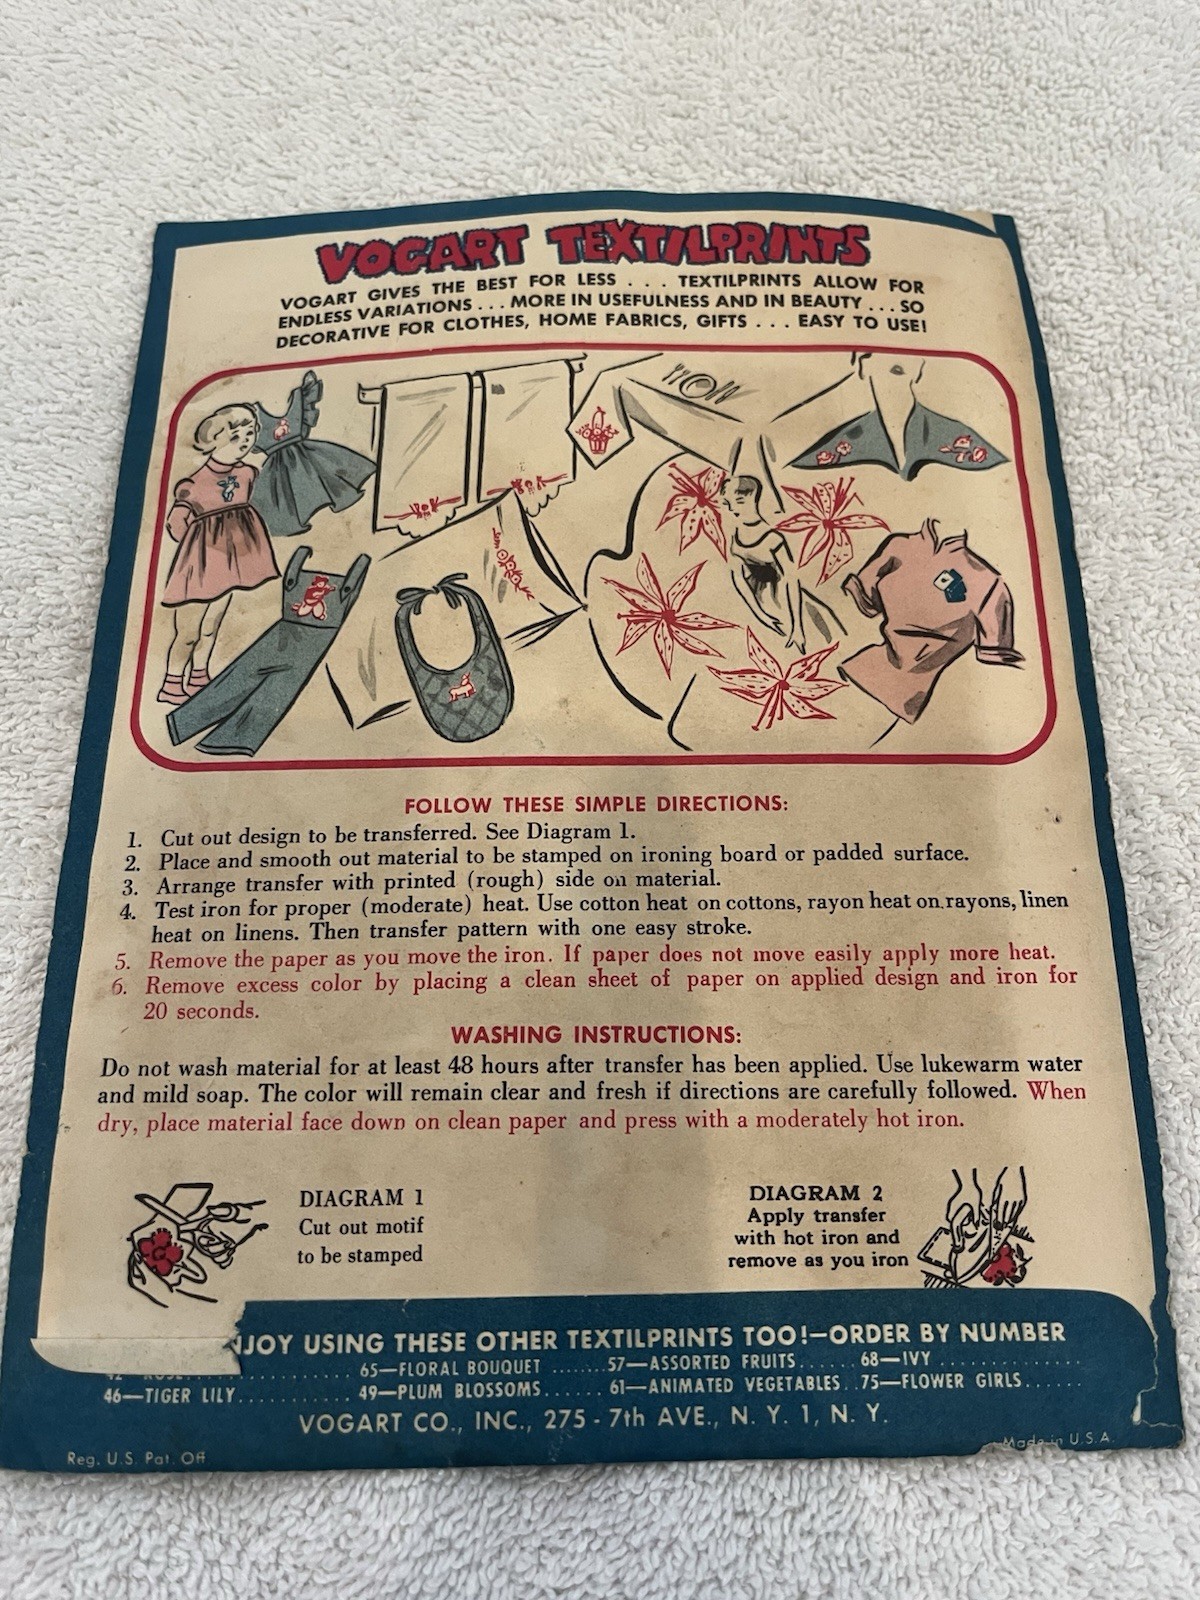 VOGART TEXTILPRINTS
VOGART GIVES THE BEST FOR LESS . . . TEXTILPRINTS ALLOW FOR
ENDLESS VARIATIONS . . . MORE IN USEFULNESS AND IN BEAUTY . . . SO
DECORATIVE FOR CLOTHES, HOME FABRICS, GIFTS . . . EASY TO USE!
FOLLOW THESE SIMPLE DIRECTIONS:
1. Cut out design to be transferred. See Diagram 1.
2. Place and smooth out material to be stamped on ironing board or padded surface.
3. Arrange transfer with printed (rough) side on material.
4. Test iron for proper (moderate) heat. Use cotton heat on cottons, rayon heat on rayons, linen
heat on linens. Then transfer pattern with one easy stroke.
5. Remove the paper as you move the iron. If paper does not move easily apply more heat.
6. Remove excess color by placing a clean sheet of paper on applied design and iron for
20 seconds.
WASHING INSTRUCTIONS:
Do not wash material for at least 48 hours after transfer has been applied. Use lukewarm water
and mild soap. The color will remain clear and fresh if directions are carefully followed. When
dry, place material face down on clean paper and press with a moderately hot iron.
DIAGRAM 1
Cut out motif
to be stamped
DIAGRAM 2
Apply transfer
with hot iron and
remove as you iron
NJOY USING THESE OTHER TEXTILPRINTS TOO!—ORDER BY NUMBER
65—FLORAL BOUQUET ........57—ASSORTED FRUITS...... 68—IVY ...............
46—TIGER LILY........... 49—PLUM BLOSSOMS...... 61—ANIMATED VEGETABLES..75—FLOWER GIRLS......
VOGART CO., INC., 275 - 7th AVE., N. Y. 1, N. Y.
Reg. U.S. Pat. Off Made in U.S.A.